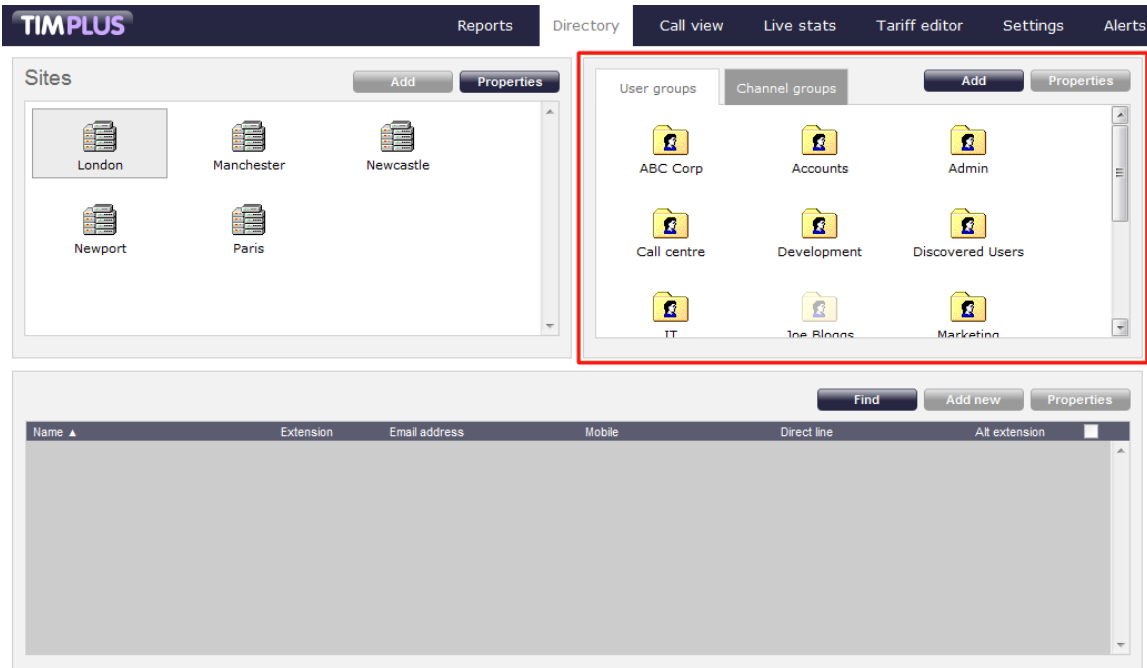 TIMPLUS Reports Directory Call view Live stats Tariff editor Settings Alerts
Sites Add Properties
London Manchester Newcastle
Newport Paris
User groups Channel groups Add Properties
ABC Corp Accounts Admin
Call centre Development Discovered Users
IT Joe Bloggs Marketing
Find Add new Properties
Name ▲ Extension Email address Mobile Direct line Alt extension